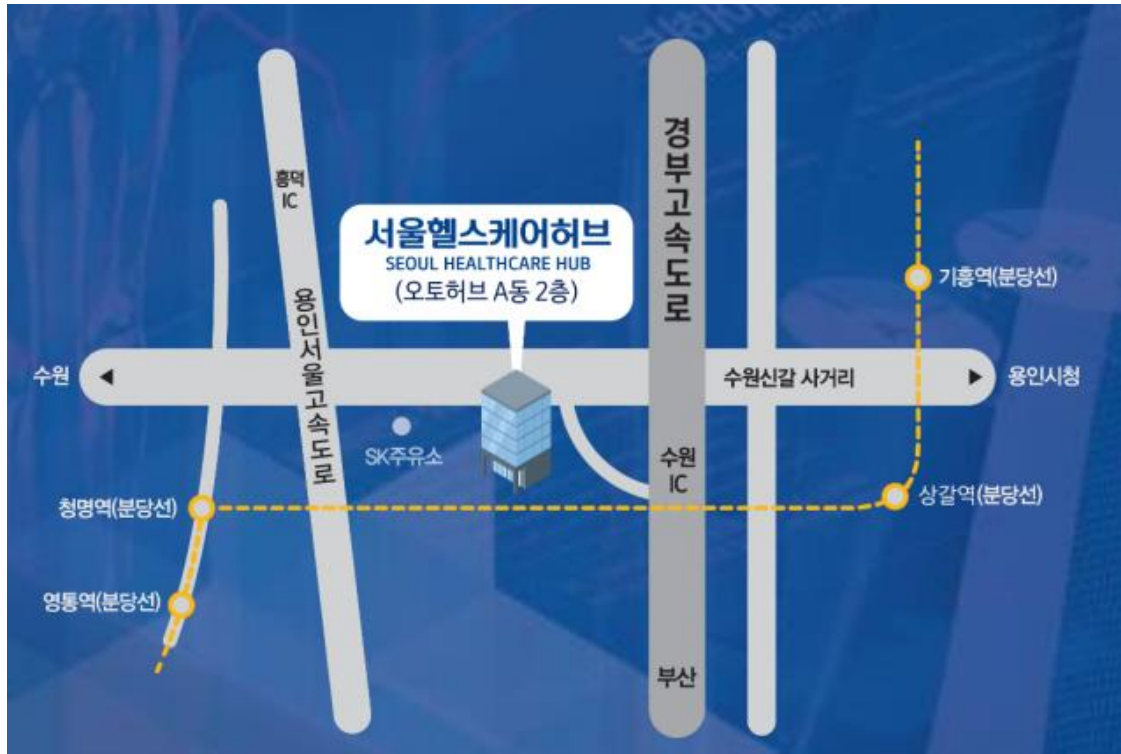 흥덕
IC
서울헬스케어허브
SEOUL HEALTHCARE HUB
(오토허브 A동 2층)
경부고속도로
기흥역(분당선)
용인서울고속도로
수원
수원신갈 사거리
용인시청
SK주유소
수원
IC
청명역(분당선)
상갈역(분당선)
영통역(분당선)
부산